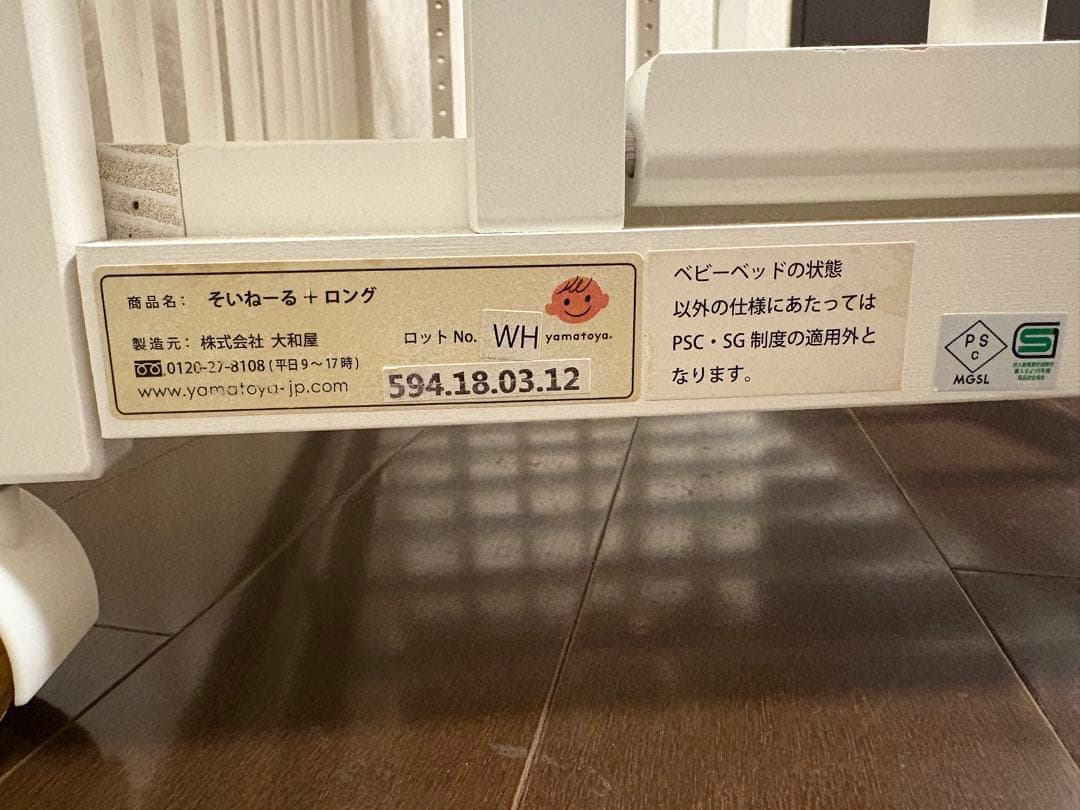 商品名： そいねーる＋ロング
製造元： 株式会社 大和屋
0120-27-8108 (平日9～17時)
www.yamatoya-jp.com
ロット No. WH
594.18.03.12
yamatoya®
ベビーベッドの状態
以外の仕様にあたっては
PSC・SG制度の適用外と
なります。
PS
C
MGSL